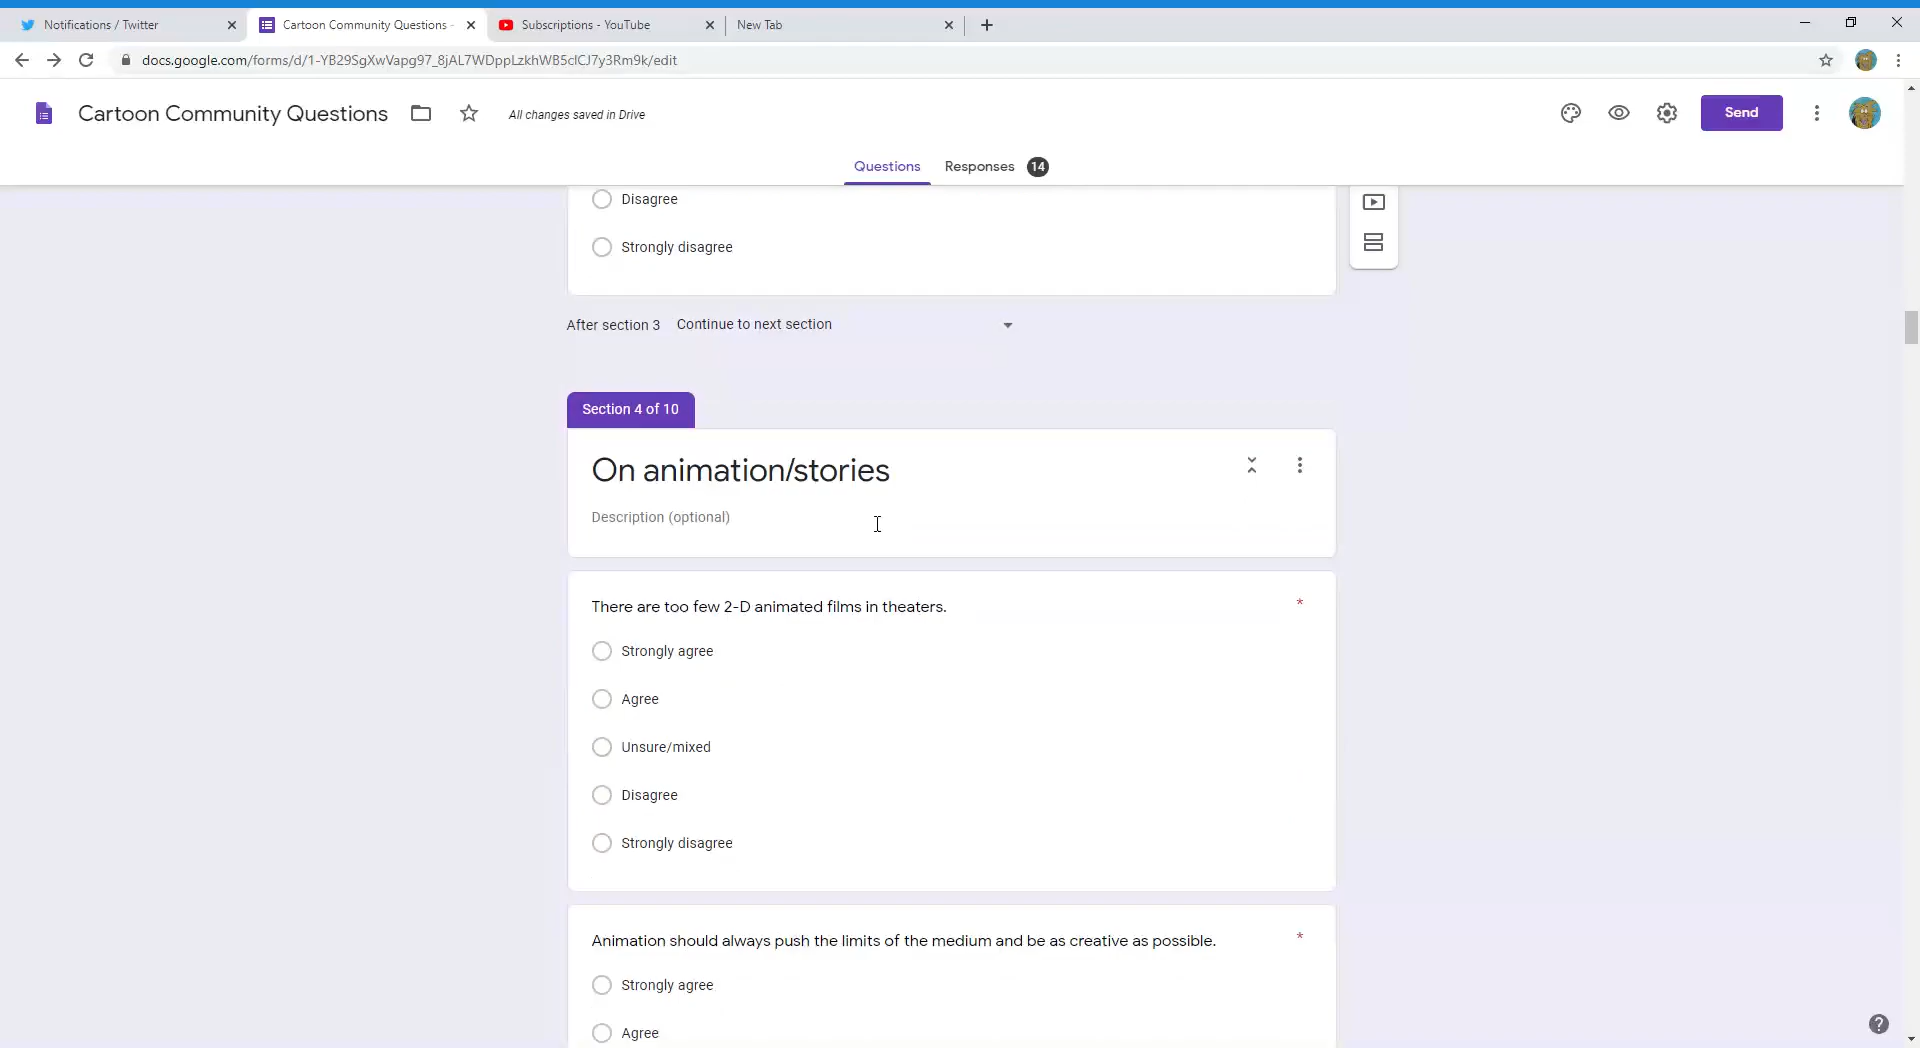 Notifications / Twitter
Cartoon Community Questions -
Subscriptions - YouTube
New Tab
docs.google.com/forms/d/1-YB29SgXwVapg97_8jAL7WDppLzkhWB5clCJ7y3Rm9k/edit
Cartoon Community Questions
All changes saved in Drive
Send
Questions
Responses 14
Disagree
Strongly disagree
After section 3 Continue to next section
Section 4 of 10
On animation/stories
Description (optional)
There are too few 2-D animated films in theaters. *
Strongly agree
Agree
Unsure/mixed
Disagree
Strongly disagree
Animation should always push the limits of the medium and be as creative as possible. *
Strongly agree
Agree